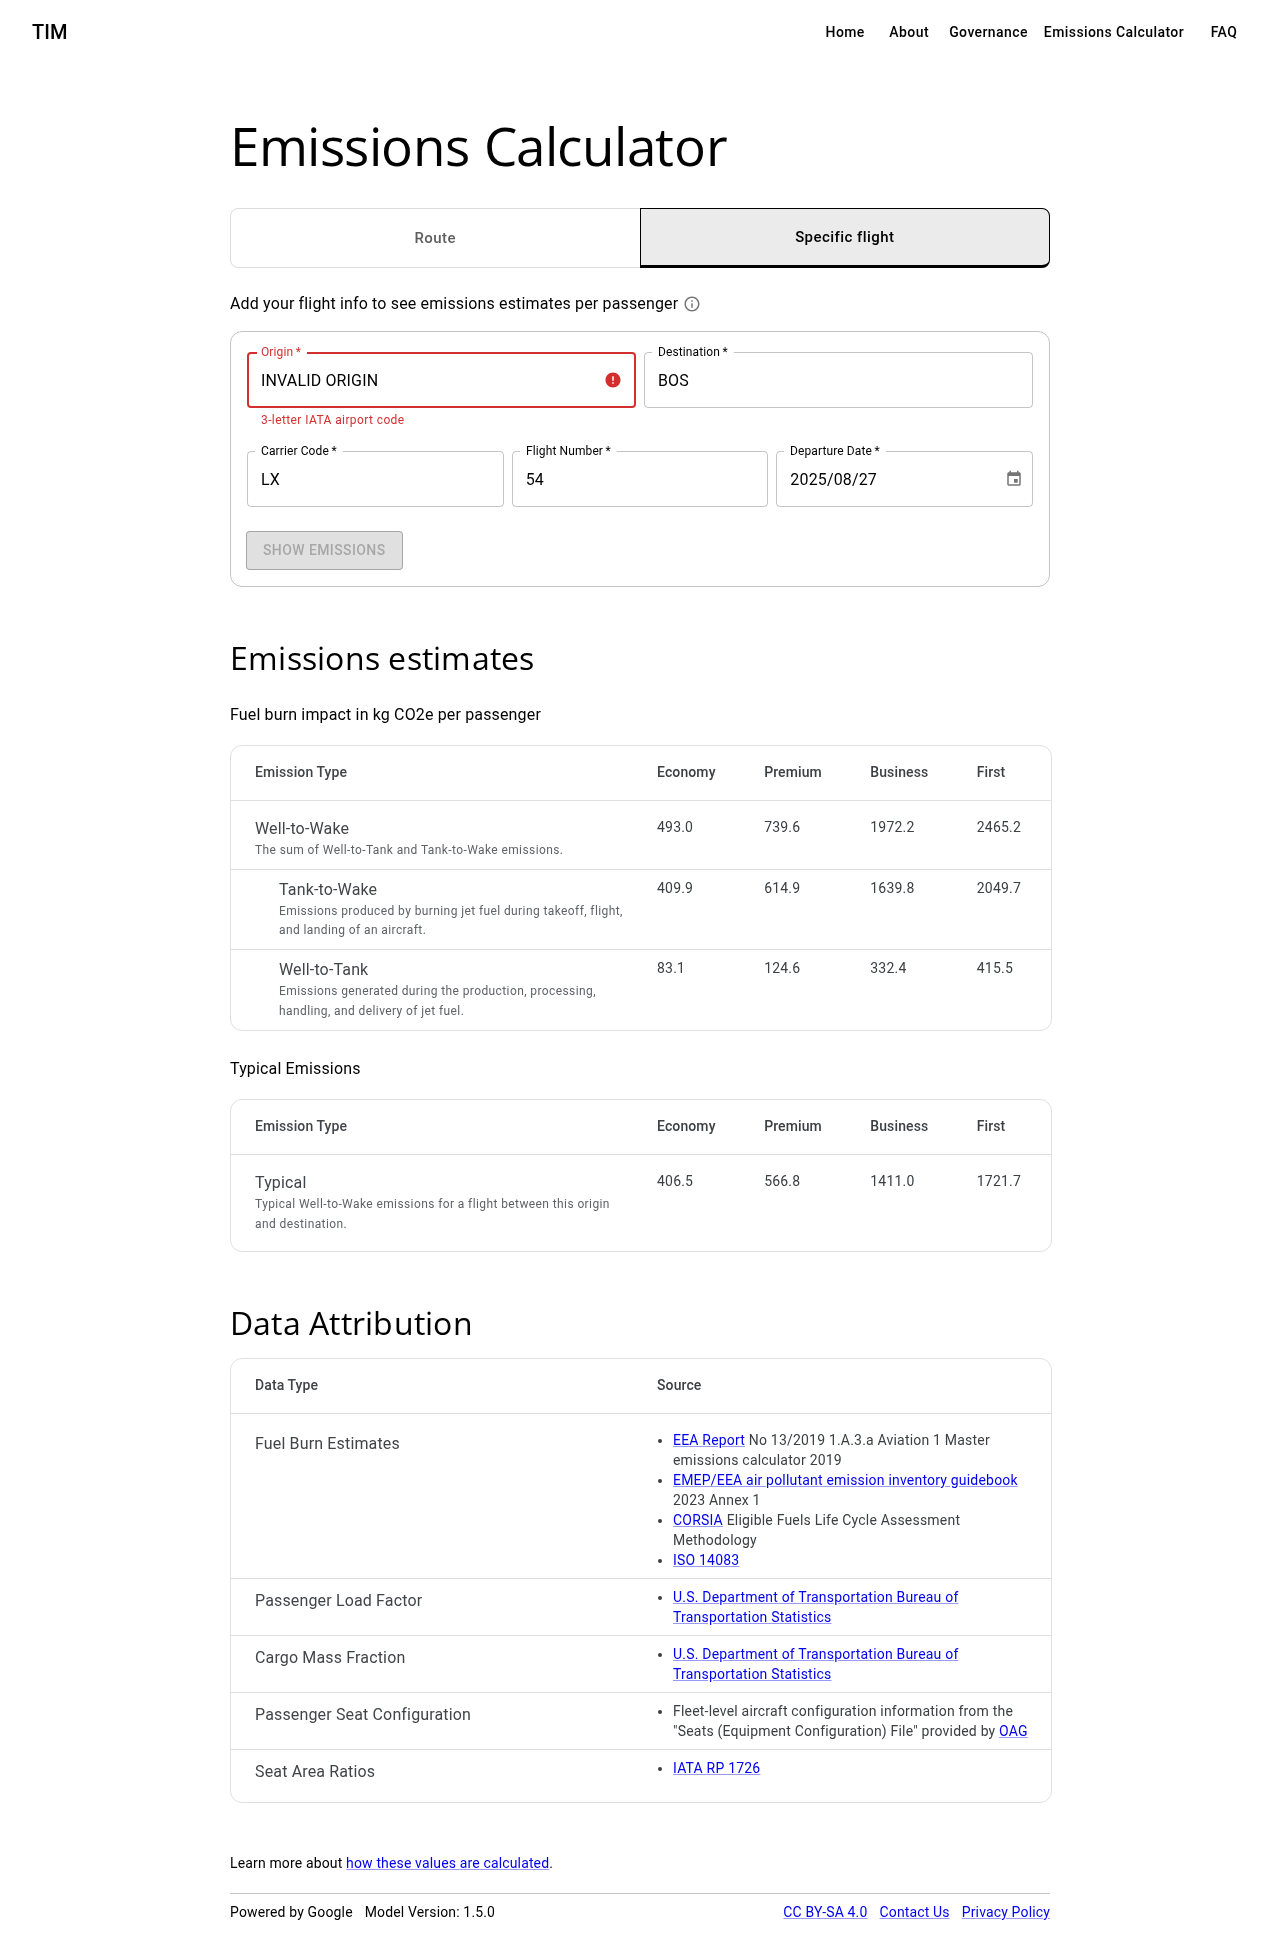 TIM
Home About Governance Emissions Calculator FAQ
Emissions Calculator
Route
Specific flight
Add your flight info to see emissions estimates per passenger
Origin *
INVALID ORIGIN
3-letter IATA airport code
Destination *
BOS
Carrier Code *
LX
Flight Number *
54
Departure Date *
2025/08/27
SHOW EMISSIONS
Emissions estimates
Fuel burn impact in kg CO2e per passenger
Emission Type Economy Premium Business First
Well-to-Wake 493.0 739.6 1972.2 2465.2
The sum of Well-to-Tank and Tank-to-Wake emissions.
Tank-to-Wake 409.9 614.9 1639.8 2049.7
Emissions produced by burning jet fuel during takeoff, flight,
and landing of an aircraft.
Well-to-Tank 83.1 124.6 332.4 415.5
Emissions generated during the production, processing,
handling, and delivery of jet fuel.
Typical Emissions
Emission Type Economy Premium Business First
Typical 406.5 566.8 1411.0 1721.7
Typical Well-to-Wake emissions for a flight between this origin
and destination.
Data Attribution
Data Type Source
Fuel Burn Estimates
• EEA Report No 13/2019 1.A.3.a Aviation 1 Master
emissions calculator 2019
• EMEP/EEA air pollutant emission inventory guidebook
2023 Annex 1
• CORSIA Eligible Fuels Life Cycle Assessment
Methodology
• ISO 14083
Passenger Load Factor
• U.S. Department of Transportation Bureau of
Transportation Statistics
Cargo Mass Fraction
• U.S. Department of Transportation Bureau of
Transportation Statistics
Passenger Seat Configuration
• Fleet-level aircraft configuration information from the
"Seats (Equipment Configuration) File" provided by OAG
Seat Area Ratios
• IATA RP 1726
Learn more about how these values are calculated.
Powered by Google Model Version: 1.5.0 CC BY-SA 4.0 Contact Us Privacy Policy